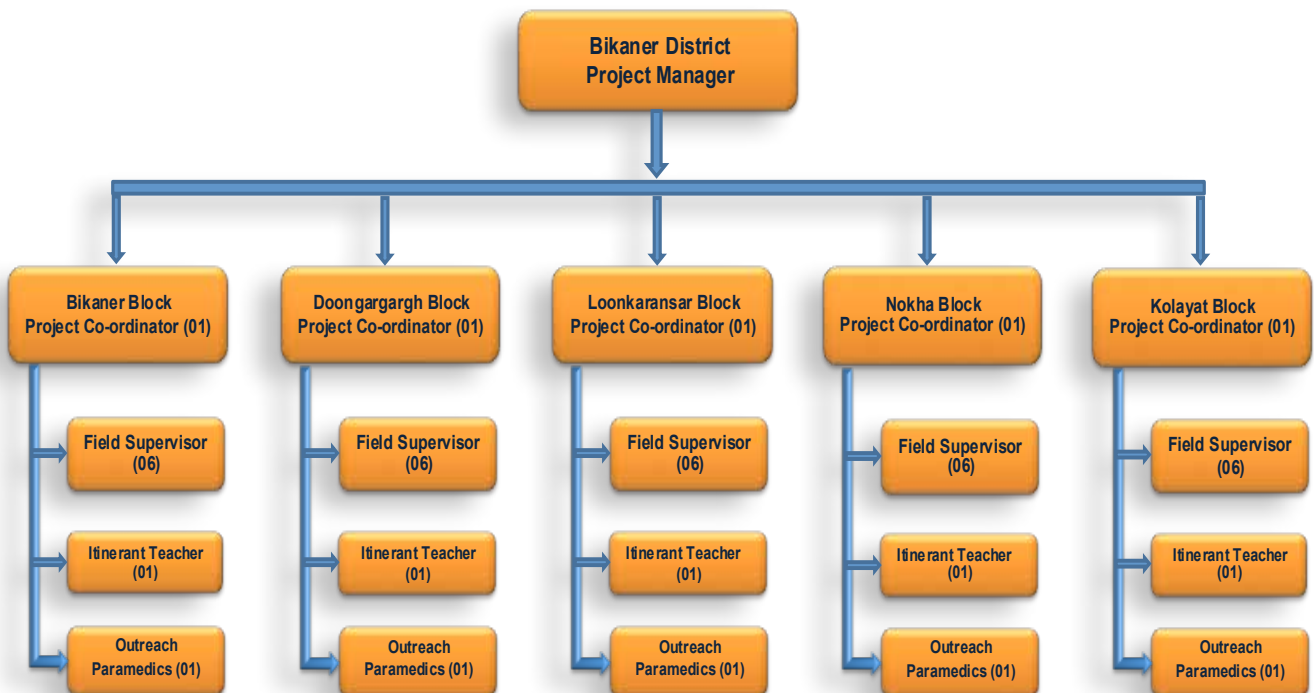 Bikaner District
Project Manager
Bikaner Block
Project Co-ordinator (01)
Doongargargh Block
Project Co-ordinator (01)
Loonkaransar Block
Project Co-ordinator (01)
Nokha Block
Project Co-ordinator (01)
Kolayat Block
Project Co-ordinator (01)
Field Supervisor
(06)
Field Supervisor
(06)
Field Supervisor
(06)
Field Supervisor
(06)
Field Supervisor
(06)
Itinerant Teacher
(01)
Itinerant Teacher
(01)
Itinerant Teacher
(01)
Itinerant Teacher
(01)
Itinerant Teacher
(01)
Outreach
Paramedics (01)
Outreach
Paramedics (01)
Outreach
Paramedics (01)
Outreach
Paramedics (01)
Outreach
Paramedics (01)